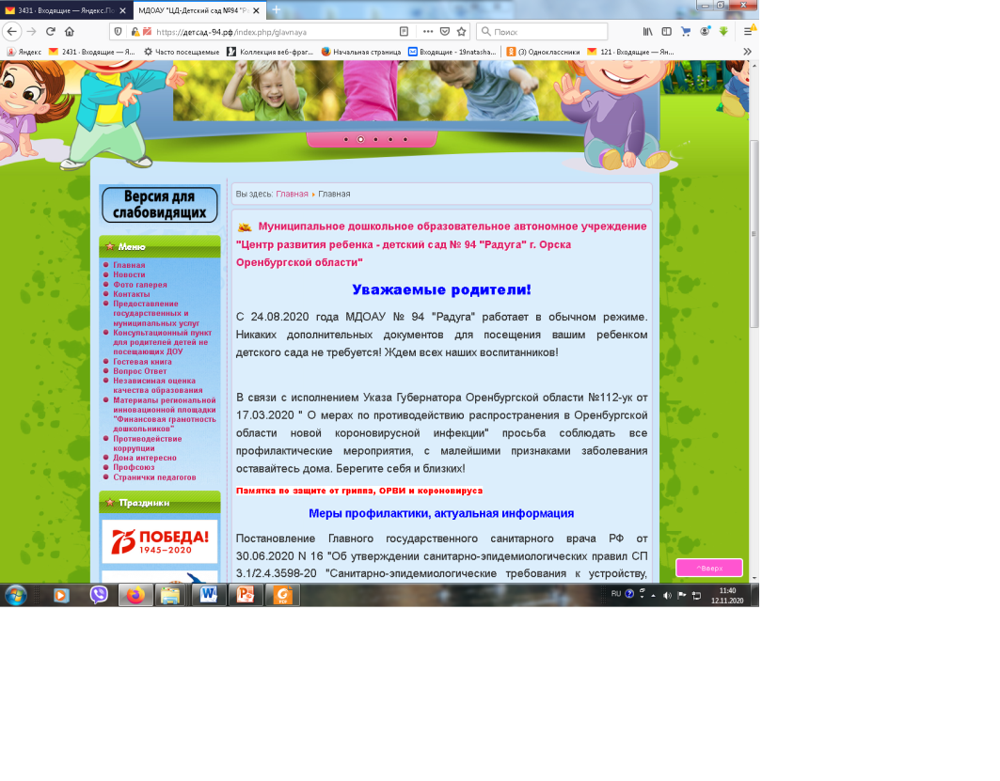 3431 · Входящие — Яндекс.По
МДОАУ "ЦД-Детский сад №94 "Ра
https://детсад-94.рф/index.php/glavnaya
Поиск
Яндекс
2431 · Входящие — Я...
Часто посещаемые
Коллекция веб-фраг...
Начальная страница
Входящие - 19natasha...
(3) Одноклассники
121 · Входящие — Ян...
Версия для
слабовидящих
Меню
Главная
Новости
Фото галерея
Контакты
Предоставление
государственных и
муниципальных услуг
Консультационный пункт
для родителей детей не
посещающих ДОУ
Гостевая книга
Вопрос Ответ
Независимая оценка
качества образования
Материалы региональной
инновационной площадки
"Финансовая грамотность
дошкольников"
Противодействие
коррупции
Дома интересно
Профсоюз
Странички педагогов
Праздники
75 ПОБЕДА!
1945–2020
Вы здесь: Главная Главная
Муниципальное дошкольное образовательное автономное учреждение
"Центр развития ребенка - детский сад № 94 "Радуга" г. Орска
Оренбургской области"
Уважаемые родители!
С 24.08.2020 года МДОАУ № 94 "Радуга" работает в обычном режиме.
Никаких дополнительных документов для посещения вашим ребенком
детского сада не требуется! Ждем всех наших воспитанников!
В связи с исполнением Указа Губернатора Оренбургской области №112-ук от
17.03.2020 " О мерах по противодействию распространения в Оренбургской
области новой короновирусной инфекции" просьба соблюдать все
профилактические мероприятия, с малейшими признаками заболевания
оставайтесь дома. Берегите себя и близких!
Памятка по защите от гриппа, ОРВИ и короновируса
Меры профилактики, актуальная информация
Постановление Главного государственного санитарного врача РФ от
30.06.2020 N 16 "Об утверждении санитарно-эпидемиологических правил СП
3.1/2.4.3598-20 "Санитарно-эпидемиологические требования к устройству,
^Вверх
RU
11:40
12.11.2020